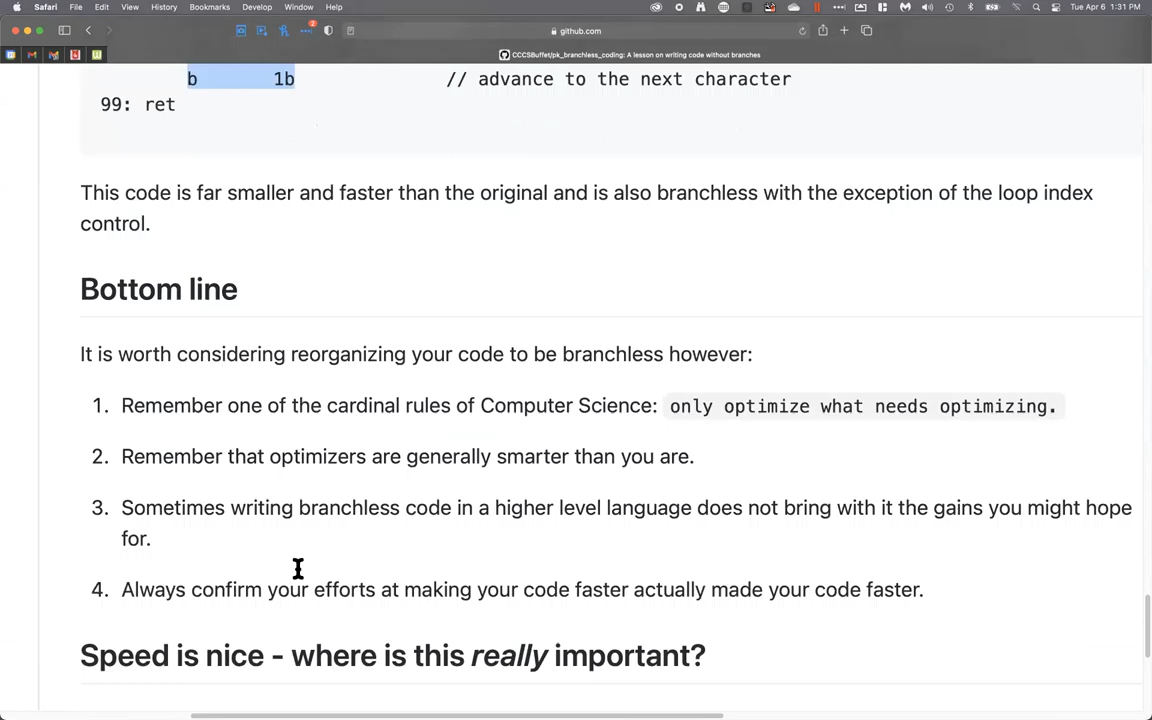 Safari File Edit View History Bookmarks Develop Window Help Tue Apr 6 1:31 PM
2
github.com
CCCSBuffet/pk_branchless_coding: A lesson on writing code without branches
b 1b // advance to the next character
99: ret
This code is far smaller and faster than the original and is also branchless with the exception of the loop index
control.
Bottom line
It is worth considering reorganizing your code to be branchless however:
1. Remember one of the cardinal rules of Computer Science: only optimize what needs optimizing.
2. Remember that optimizers are generally smarter than you are.
3. Sometimes writing branchless code in a higher level language does not bring with it the gains you might hope
for.
4. Always confirm your efforts at making your code faster actually made your code faster.
Speed is nice - where is this really important?